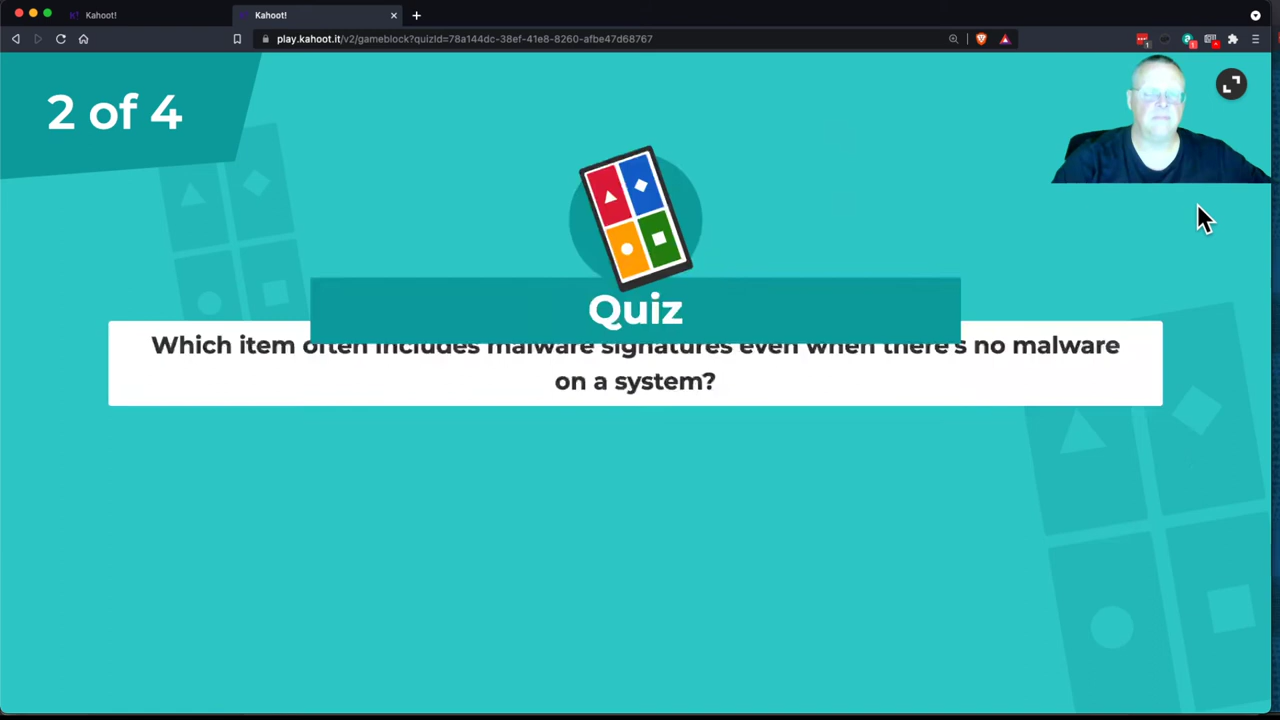 Kahoot!
Kahoot!
play.kahoot.it/v2/gameblock?quizId=78a144dc-38ef-41e8-8260-afbe47d68767
2 of 4
Quiz
Which item often includes malware signatures even when there's no malware
on a system?